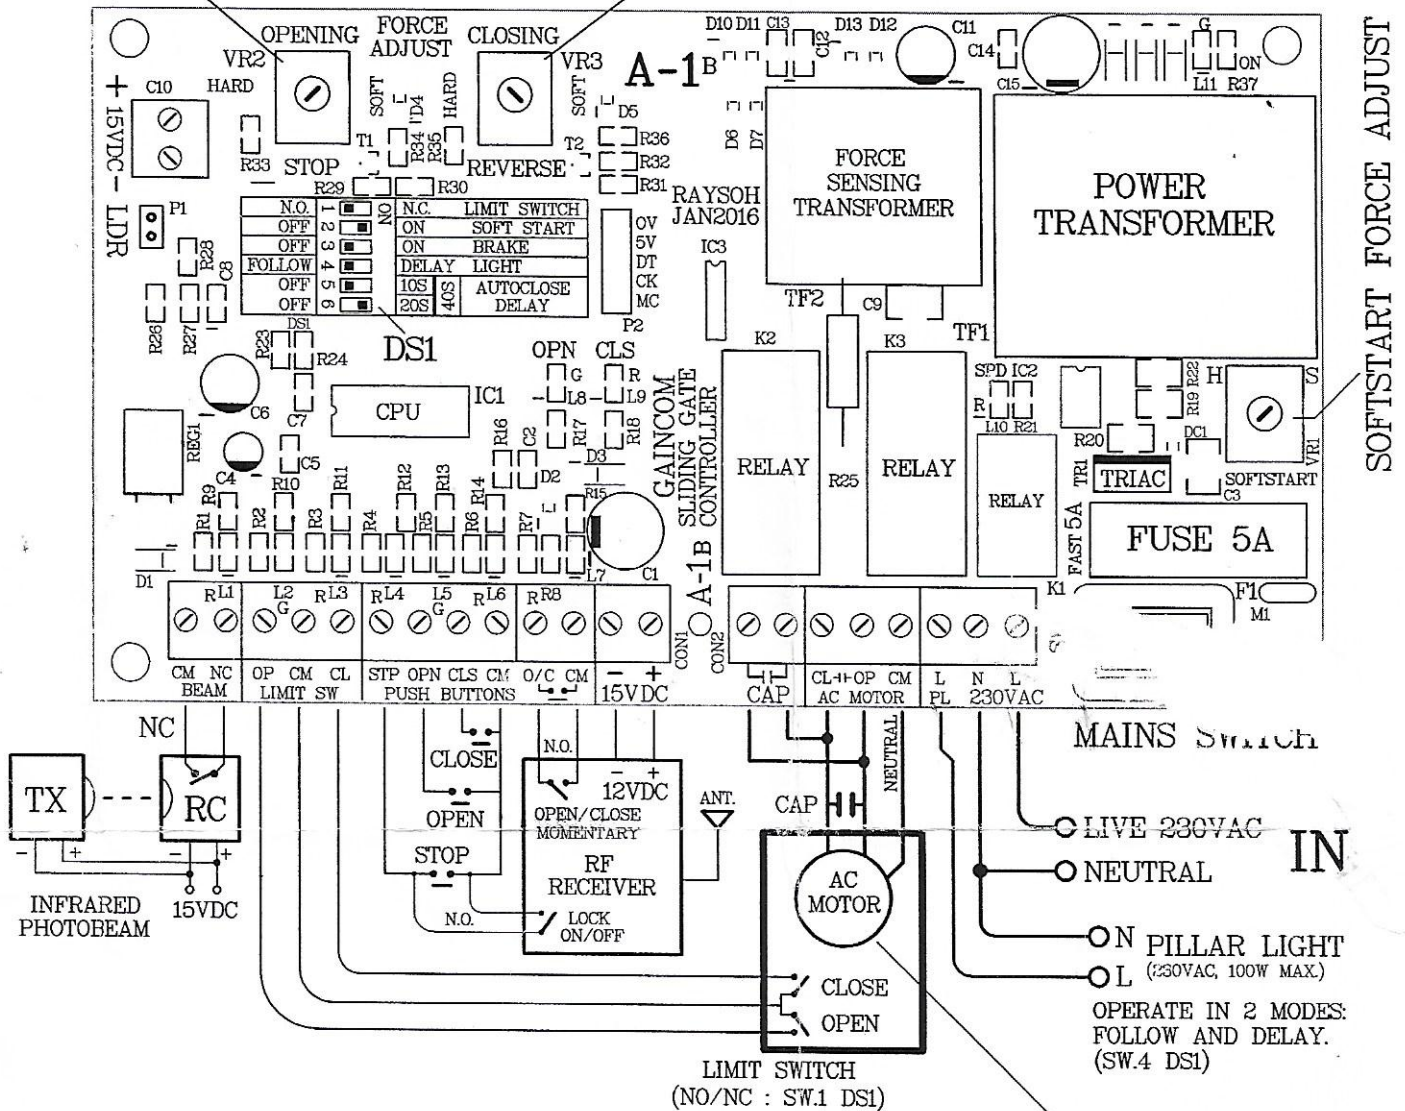 OPENING
FORCE
ADJUST
CLOSING
VR2
VR3
SOFT
D4
HARD
SOFT
A-1B
D10 D11 C13
C12
D13 D12
C11
C14
C15
G
ON
L11 R37
SOFTSTART FORCE ADJUST
+ 15VDC - LDR
C10
HARD
R33
T1
R34
R35
T2
D5
R36
R32
R31
D6 D7
STOP
REVERSE
R29
R30
RAYSOH
JAN2016
FORCE
SENSING
TRANSFORMER
POWER
TRANSFORMER
P1
N.O. 1 ON N.C. LIMIT SWITCH
OFF 2 ON SOFT START
OFF 3 ON BRAKE
FOLLOW 4 DELAY LIGHT
OFF 5 10S 40S AUTOCLOSE
OFF 6 20S DELAY
0V
5V
DT
CK
MC
P2
IC3
R28
C8
R26
R27
DS1
R23
R24
DS1
TF2
C9
TF1
K2
K3
OPN CLS
G
R
L8
L9
C6
C7
CPU
IC1
R17
R18
SPD IC2
R
L10 R21
R22
R19
H
S
VR1
SOFTSTART
REG1
C4
C5
R16
C2
D2
D3
R15
GAINCOM
SLIDING GATE
CONTROLLER
RELAY
R25
RELAY
RELAY
R20
DC1
TR1
TRIAC
C3
R9
R10
R11
R12
R13
R14
R1
R2
R3
R4
R5
R6
R7
D1
L7
C1
A-1B
FAST 5A
FUSE 5A
K1
F1
M1
R L1
L2
G
R L3
R L4
L5
G
R L6
R R8
CON1
CON2
CM NC
BEAM
OP CM CL
LIMIT SW
STP OPN CLS CM
PUSH BUTTONS
O/C CM
- +
15VDC
CAP
CL OP CM
AC MOTOR
L
PL
N L
230VAC
NC
CLOSE
N.O.
- +
12VDC
NEUTRAL
MAINS SWITCH
TX
RC
OPEN
OPEN/CLOSE
MOMENTARY
ANT.
CAP
LIVE 230VAC
IN
- +
- +
STOP
RF
RECEIVER
AC
MOTOR
NEUTRAL
INFRARED
PHOTOBEAM
15VDC
N.O.
LOCK
ON/OFF
N
L
PILLAR LIGHT
(230VAC, 100W MAX.)
CLOSE
OPEN
OPERATE IN 2 MODES:
FOLLOW AND DELAY.
(SW.4 DS1)
LIMIT SWITCH
(NO/NC : SW.1 DS1)